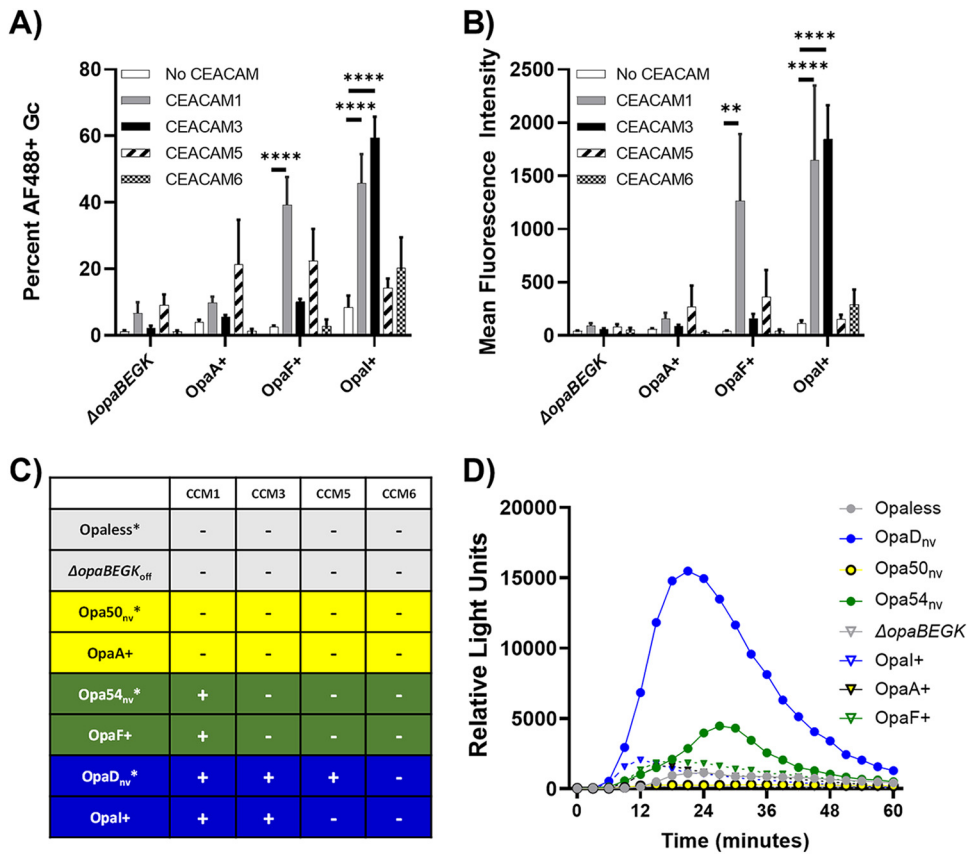 A)
Percent AF488+ Gc
80
60
40
20
0
No CEACAM
CEACAM1
CEACAM3
CEACAM5
CEACAM6
****
****
****
ΔopaBEGK
OpaA+
OpaF+
OpaI+
B)
Mean Fluorescence Intensity
2500
2000
1500
1000
500
0
No CEACAM
CEACAM1
CEACAM3
CEACAM5
CEACAM6
**
****
****
ΔopaBEGK
OpaA+
OpaF+
OpaI+
C)
CCM1 CCM3 CCM5 CCM6
Opaless* - - - -
ΔopaBEGKoff - - - -
Opa50nv* - - - -
OpaA+ - - - -
Opa54nv* + - - -
OpaF+ + - - -
OpaDnv* + + + -
OpaI+ + + - -
D)
Relative Light Units
20000
15000
10000
5000
0
0 12 24 36 48 60
Time (minutes)
Opaless
OpaDnv
Opa50nv
Opa54nv
ΔopaBEGK
OpaI+
OpaA+
OpaF+